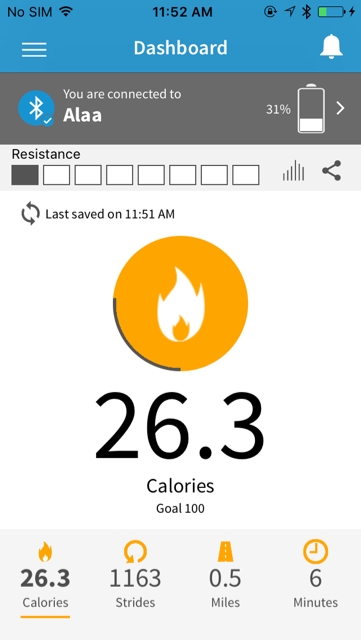 No SIM 11:52 AM
Dashboard
You are connected to
Alaa
31%
Resistance
Last saved on 11:51 AM
26.3
Calories
Goal 100
26.3 1163 0.5 6
Calories Strides Miles Minutes